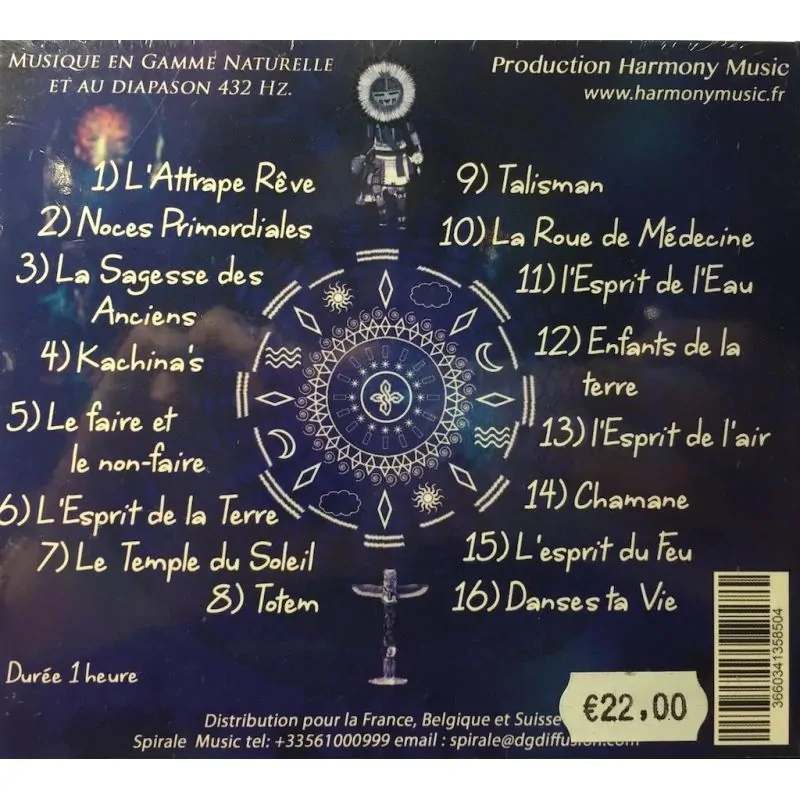 MUSIQUE EN GAMME NATURELLE
ET AU DIAPASON 432 HZ.
Production Harmony Music
www.harmonymusic.fr
1) L'Attrape Rêve
2) Noces Primordiales
3) La Sagesse des
Anciens
4) Kachina's
5) Le faire et
le non-faire
6) L'Esprit de la Terre
7) Le Temple du Soleil
8) Totem
9) Talisman
10) La Roue de Médecine
11) l'Esprit de l'Eau
12) Enfants de la
terre
13) l'Esprit de l'air
14) Chamane
15) L'esprit du Feu
16) Danses ta Vie
Durée 1 heure
Distribution pour la France, Belgique et Suisse
Spirale Music tel: +33561000999 email : spirale@dgdiffusion.com
€22,00
3660341358504